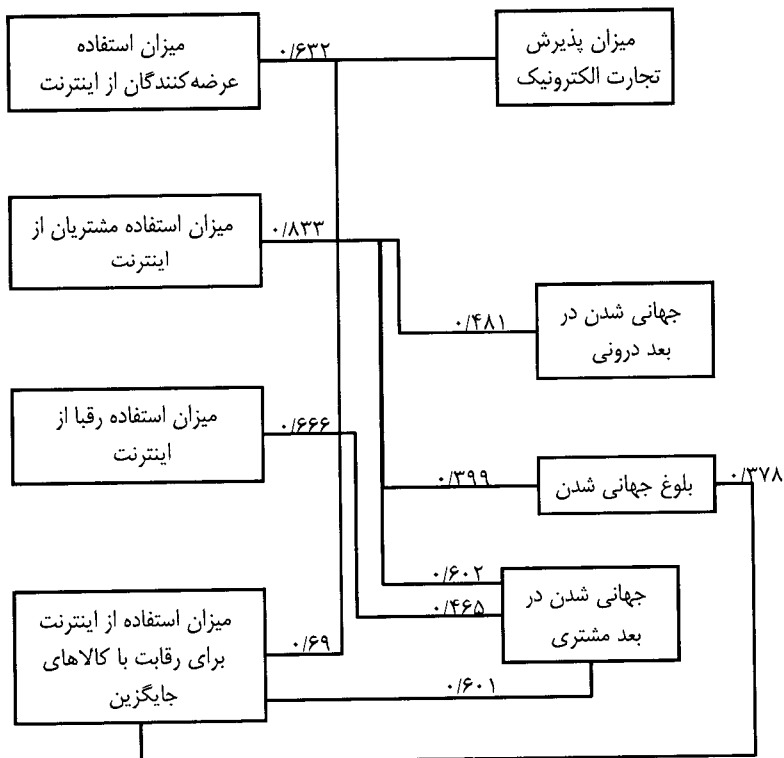 میزان استفاده
عرضه‌کنندگان از اینترنت
۰/۶۳۲
میزان پذیرش
تجارت الکترونیک
میزان استفاده مشتریان از
اینترنت
۰/۸۳۳
۰/۴۸۱
جهانی شدن در
بعد درونی
میزان استفاده رقبا از
اینترنت
۰/۶۶۶
۰/۳۹۹
بلوغ جهانی شدن
۰/۳۷۸
۰/۶۰۲
۰/۴۶۵
جهانی شدن در
بعد مشتری
میزان استفاده از اینترنت
برای رقابت با کالاهای
جایگزین
۰/۶۹
۰/۶۰۱